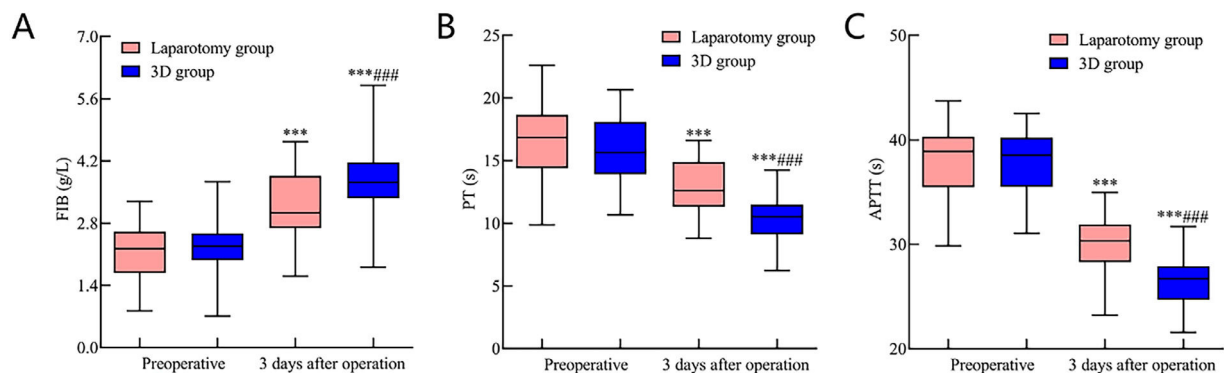 A
FIB (g/L)
7.0
5.6
4.2
2.8
1.4
0.0
Laparotomy group
3D group
***
***###
Preoperative
3 days after operation
B
PT (s)
25
20
15
10
5
0
Laparotomy group
3D group
***
***###
Preoperative
3 days after operation
C
APTT (s)
50
40
30
20
Laparotomy group
3D group
***
***###
Preoperative
3 days after operation